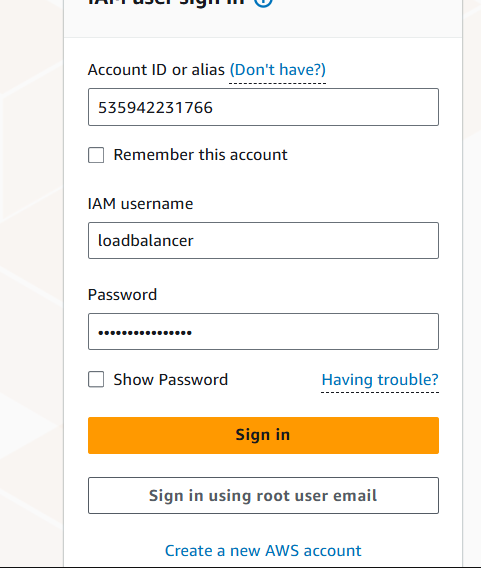 IAM user sign in
Account ID or alias (Don't have?)
535942231766
Remember this account
IAM username
loadbalancer
Password
••••••••••••••••
Show Password
Having trouble?
Sign in
Sign in using root user email
Create a new AWS account